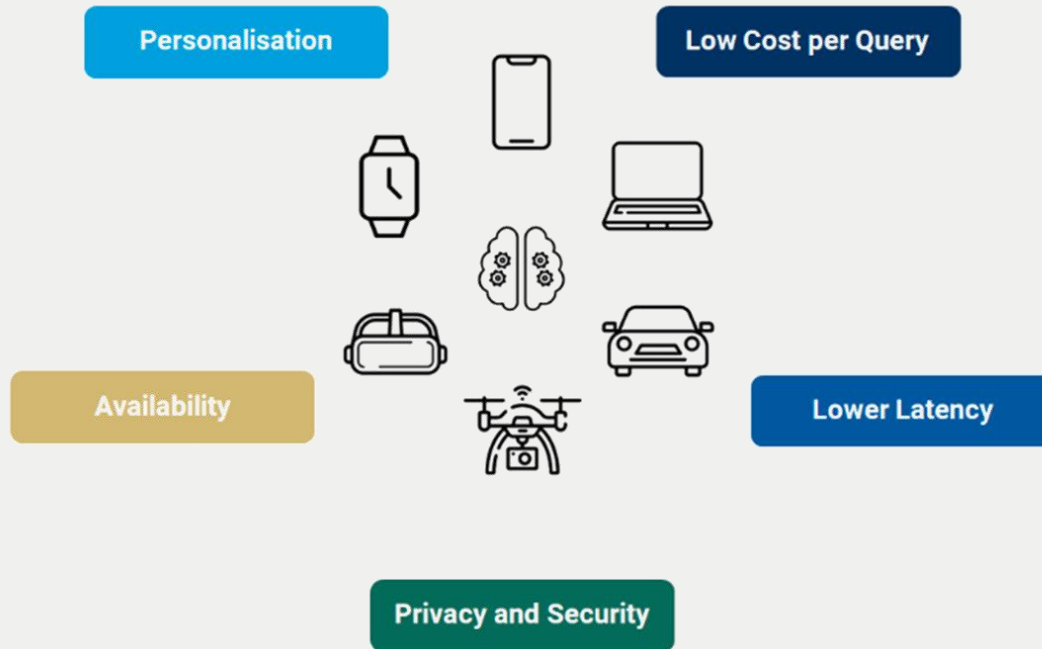 Personalisation
Low Cost per Query
Availability
Lower Latency
Privacy and Security